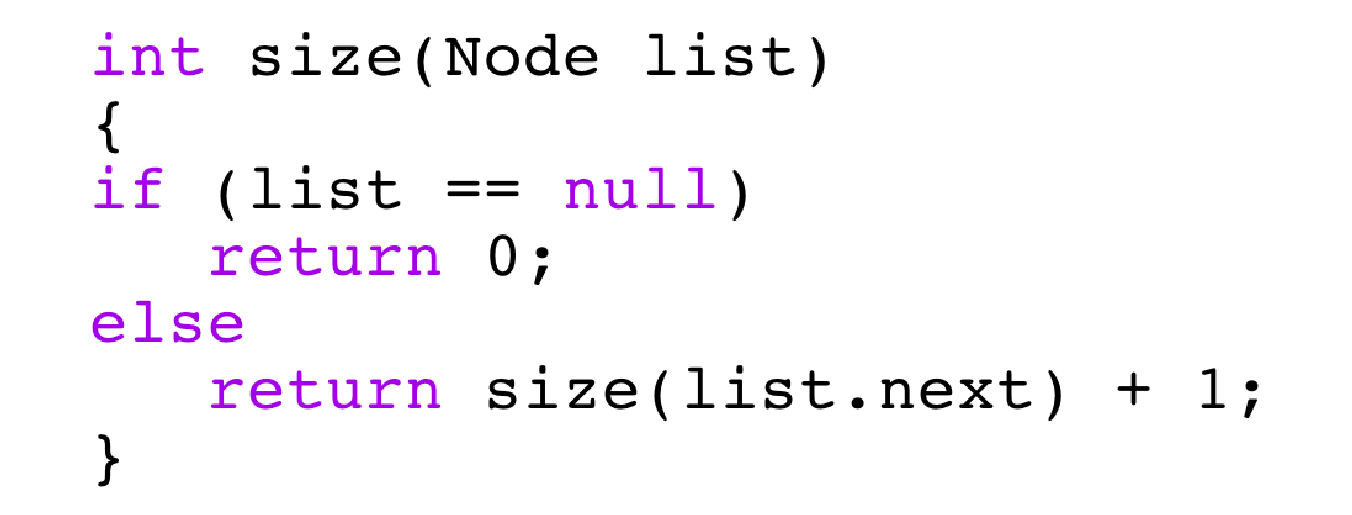 int size(Node list)
{
if (list == null)
   return 0;
else
   return size(list.next) + 1;
}